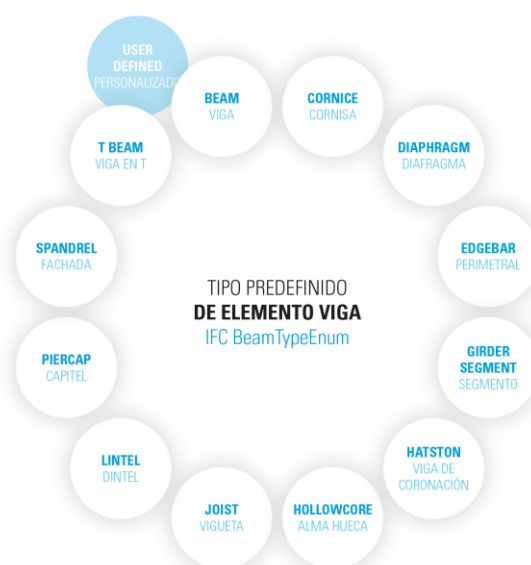 USER
DEFINED
PERSONALIZADO
BEAM
VIGA
CORNICE
CORNISA
T BEAM
VIGA EN T
DIAPHRAGM
DIAFRAGMA
SPANDREL
FACHADA
EDGEBAR
PERIMETRAL
TIPO PREDEFINIDO
DE ELEMENTO VIGA
IFC BeamTypeEnum
PIERCAP
CAPITEL
GIRDER
SEGMENT
SEGMENTO
LINTEL
DINTEL
HATSTON
VIGA DE
CORONACIÓN
JOIST
VIGUETA
HOLLOWCORE
ALMA HUECA